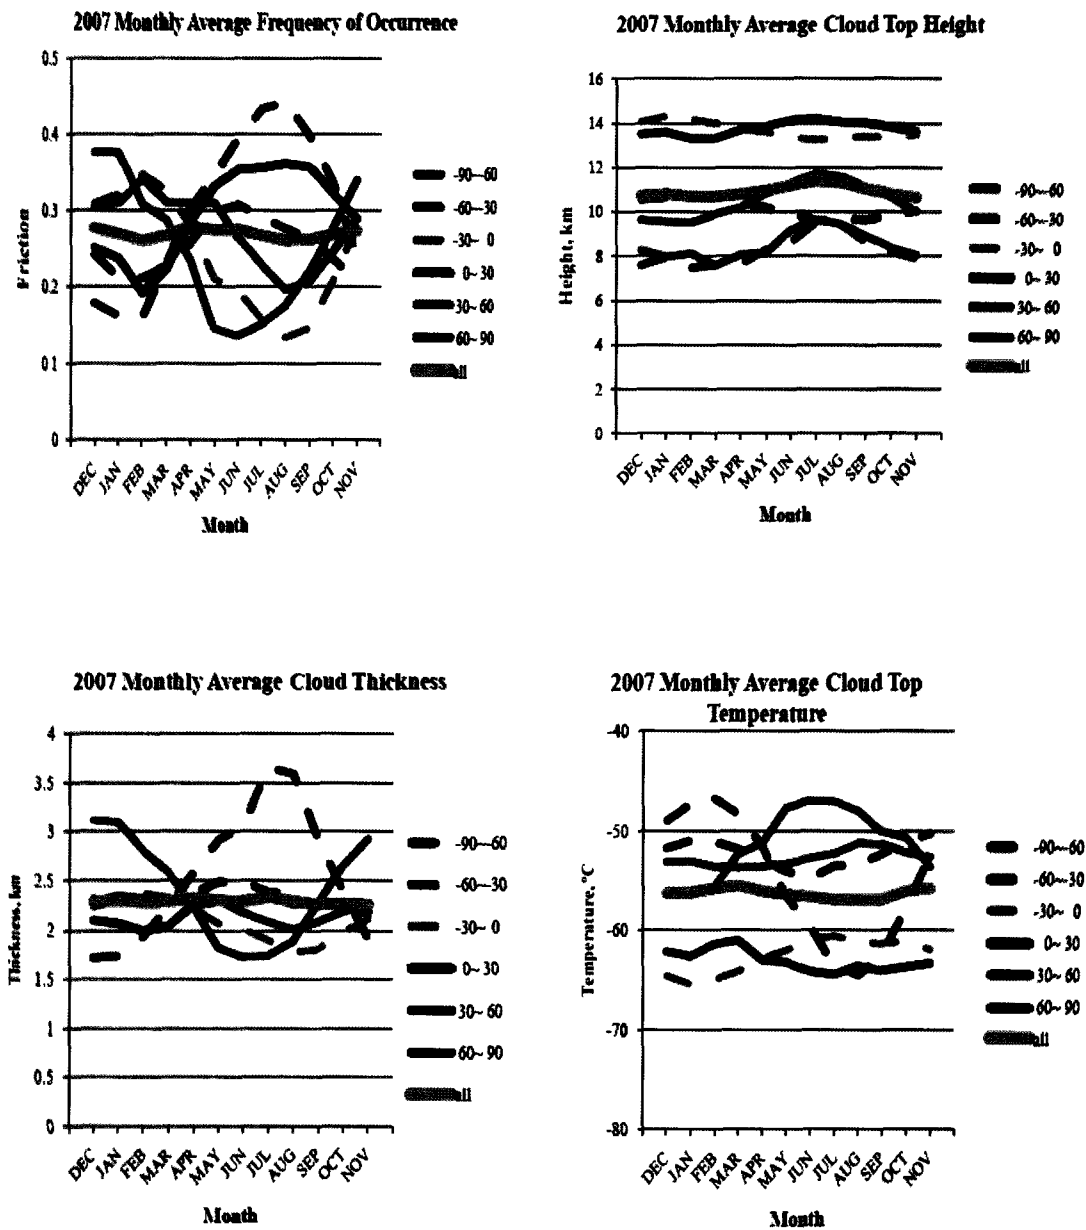 2007 Monthly Average Frequency of Occurrence
0.5
0.4
0.3
0.2
0 1
0
Friction
DEC
JAN
FEB
MAR
APR
MAY
JUN
JUL
AUG
SEP
OCT
NOV
Month
-90~-60
-60~-30
-30~ 0
0~ 30
30~ 60
60~ 90
all
2007 Monthly Average Cloud Top Height
16
14
12
10
8
6
4
2
0
Height, km
DEC
JAN
FEB
MAR
APR
MAY
JUN
JUL
AUG
SEP
OCT
NOV
Month
-90~-60
-60~-30
-30~ 0
0~ 30
30~ 60
60~ 90
all
2007 Monthly Average Cloud Thickness
4
3.5
3
2.5
2
1.5
1
0.5
0
Thickness, km
DEC
JAN
FEB
MAR
APR
MAY
JUN
JUL
AUG
SEP
OCT
NOV
Month
-90~-60
-60~-30
-30~ 0
0~ 30
30~ 60
60~ 90
all
2007 Monthly Average Cloud Top
Temperature
-40
-50
-60
-70
-80
Temperature, °C
DEC
JAN
FEB
MAR
APR
MAY
JUN
JUL
AUG
SEP
OCT
NOV
Month
-90~-60
-60~-30
-30~ 0
0~ 30
30~ 60
60~ 90
all